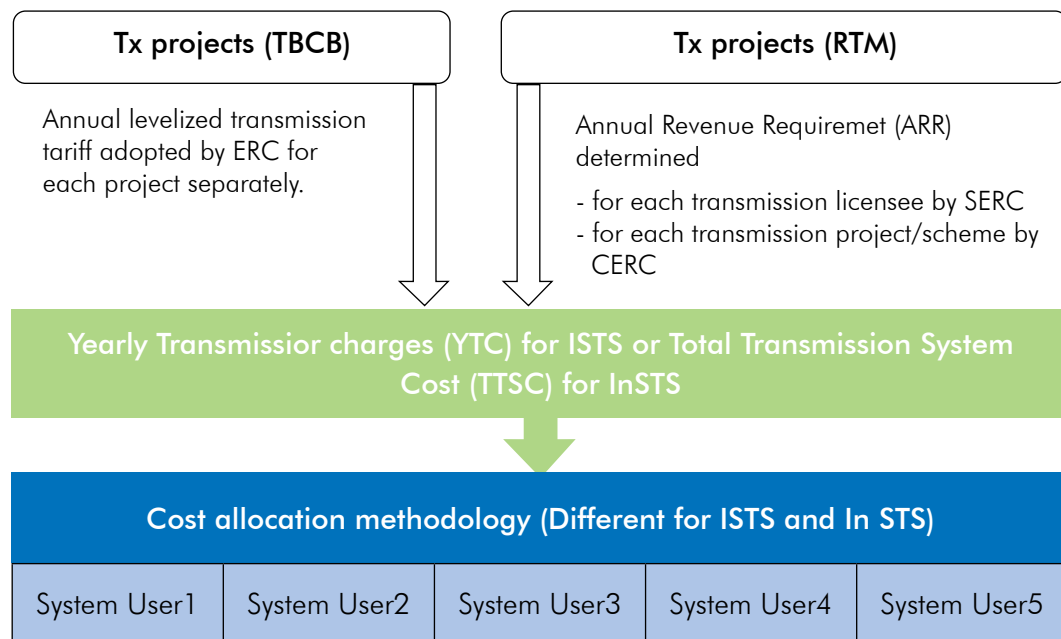 Tx projects (TBCB)
Tx projects (RTM)
Annual levelized transmission
tariff adopted by ERC for
each project separately.
Annual Revenue Requiremet (ARR)
determined
- for each transmission licensee by SERC
- for each transmission project/scheme by
CERC
Yearly Transmissior charges (YTC) for ISTS or Total Transmission System
Cost (TTSC) for InSTS
Cost allocation methodology (Different for ISTS and In STS)
System User1
System User2
System User3
System User4
System User5